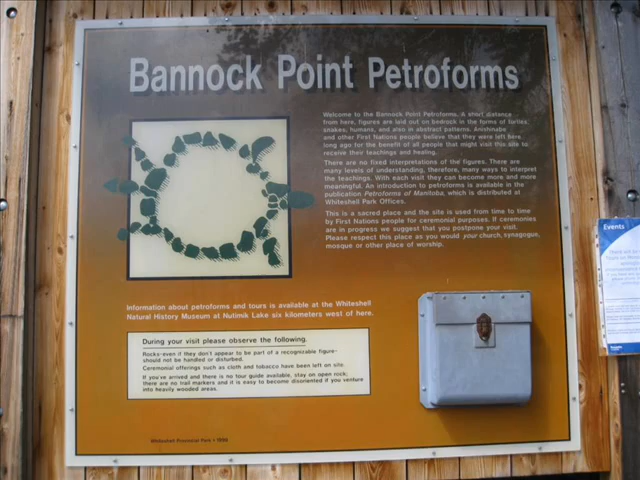 Bannock Point Petroforms
Welcome to the Bannock Point Petroforms. A short distance
from here, figures are laid out on bedrock in the forms of turtles,
snakes, humans, and also in abstract patterns. Anishinabe
and other First Nations people believe that they were left here
long ago for the benefit of all people that might visit this site to
receive their teachings and healing.
There are no fixed interpretations of the figures. There are
many levels of understanding, therefore, many ways to interpret
the teachings. With each visit they can become more and more
meaningful. An introduction to petroforms is available in the
publication Petroforms of Manitoba, which is distributed at
Whiteshell Park Offices.
This is a sacred place and the site is used from time to time
by First Nations people for ceremonial purposes. If ceremonies
are in progress we suggest that you postpone your visit.
Please respect this place as you would your church, synagogue,
mosque or other place of worship.
Information about petroforms and tours is available at the Whiteshell
Natural History Museum at Nutimik Lake six kilometers west of here.
During your visit please observe the following.
Rocks-even if they don't appear to be part of a recognizable figure-
should not be handled or disturbed.
Ceremonial offerings such as cloth and tobacco have been left on site
If you've arrived and there is no tour guide available, stay on open rock;
there are no trail markers and it is easy to become disoriented if you venture
into heavily wooded areas.
Whiteshell Provincial Park • 1994
Events